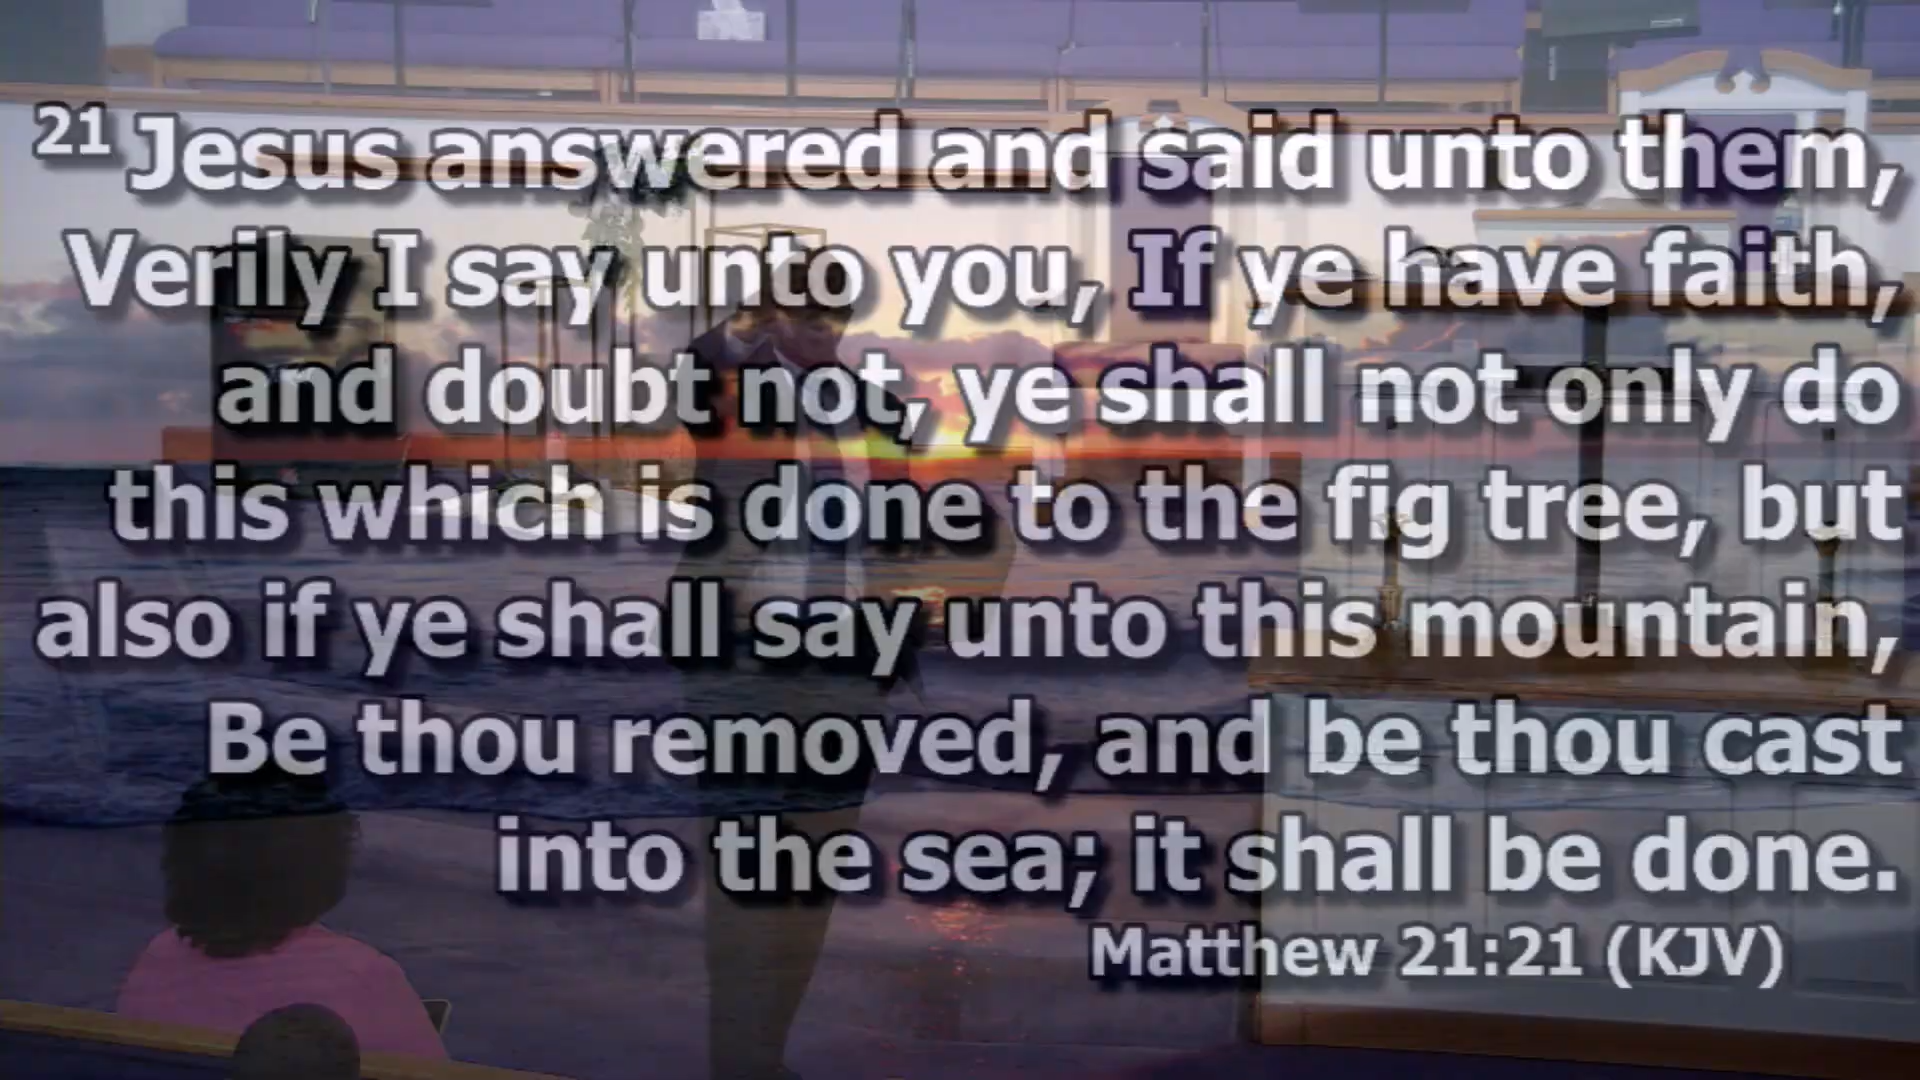 21 Jesus answered and said unto them,
Verily I say unto you, If ye have faith,
and doubt not, ye shall not only do
this which is done to the fig tree, but
also if ye shall say unto this mountain,
Be thou removed, and be thou cast
into the sea; it shall be done.
Matthew 21:21 (KJV)